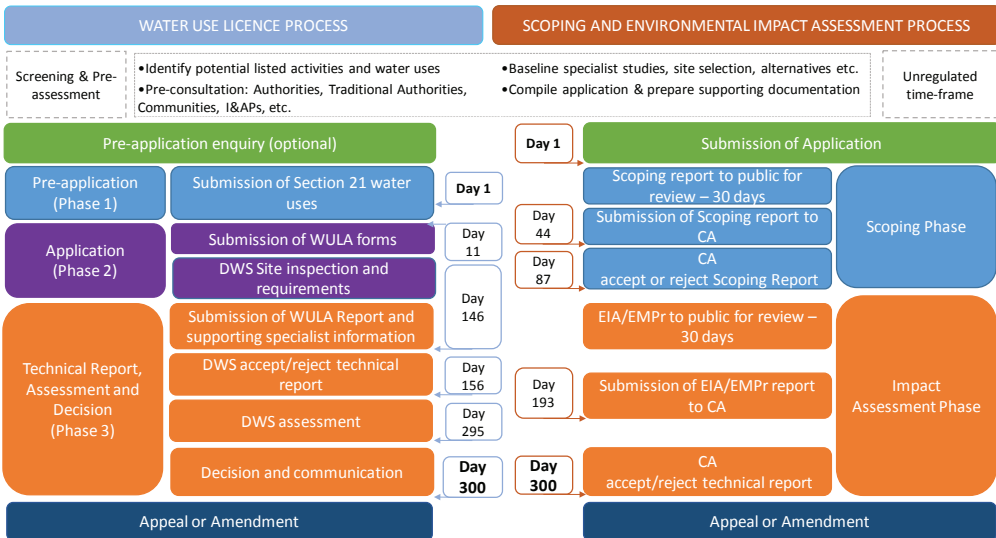 WATER USE LICENCE PROCESS
SCOPING AND ENVIRONMENTAL IMPACT ASSESSMENT PROCESS
Screening & Pre-
assessment
•Identify potential listed activities and water uses
•Pre-consultation: Authorities, Traditional Authorities,
Communities, I&APs, etc.
•Baseline specialist studies, site selection, alternatives etc.
•Compile application & prepare supporting documentation
Unregulated
time-frame
Pre-application enquiry (optional)
Pre-application
(Phase 1)
Submission of Section 21 water
uses
Day 1
Application
(Phase 2)
Submission of WULA forms
Day
11
DWS Site inspection and
requirements
Day
146
Technical Report,
Assessment and
Decision
(Phase 3)
Submission of WULA Report and
supporting specialist information
DWS accept/reject technical
report
Day
156
DWS assessment
Day
295
Decision and communication
Day
300
Appeal or Amendment
Day 1
Submission of Application
Scoping report to public for
review – 30 days
Scoping Phase
Day
44
Submission of Scoping report to
CA
Day
87
CA
accept or reject Scoping Report
EIA/EMPr to public for review –
30 days
Impact
Assessment Phase
Day
193
Submission of EIA/EMPr report
to CA
Day
300
CA
accept/reject technical report
Appeal or Amendment